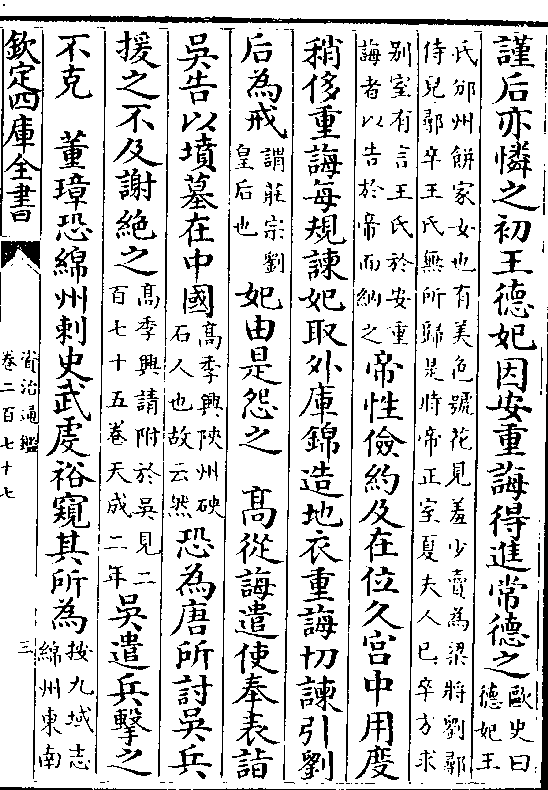 謹后亦憐之初王德妃因安重誨得進常德之歐史曰德妃王
氏邠州餅家女也有美色號花見羞少賣為梁將劉鄩
侍兒鄩卒王氏無所歸是時帝正室夏夫人已卒方求
别室有言王氏於安重誨者以告於帝而納之帝性儉約及在位久宮中用度
稍侈重誨每規諫妃取外庫錦造地衣重誨切諫引劉
后為戒謂莊宗劉皇后也妃由是怨之　高從誨遣使奉表詣
吳告以墳墓在中國高季興陜州硤石人也故云然恐為唐所討吳兵
援之不及謝絕之高季興請附於吳見二百七十五卷天成二年吳遣兵擊之
不克　董璋恐綿州刺史武虔裕窺其所為按九域志綿州東南
欽定四庫全書
資治通鑑
卷二百七十七
三